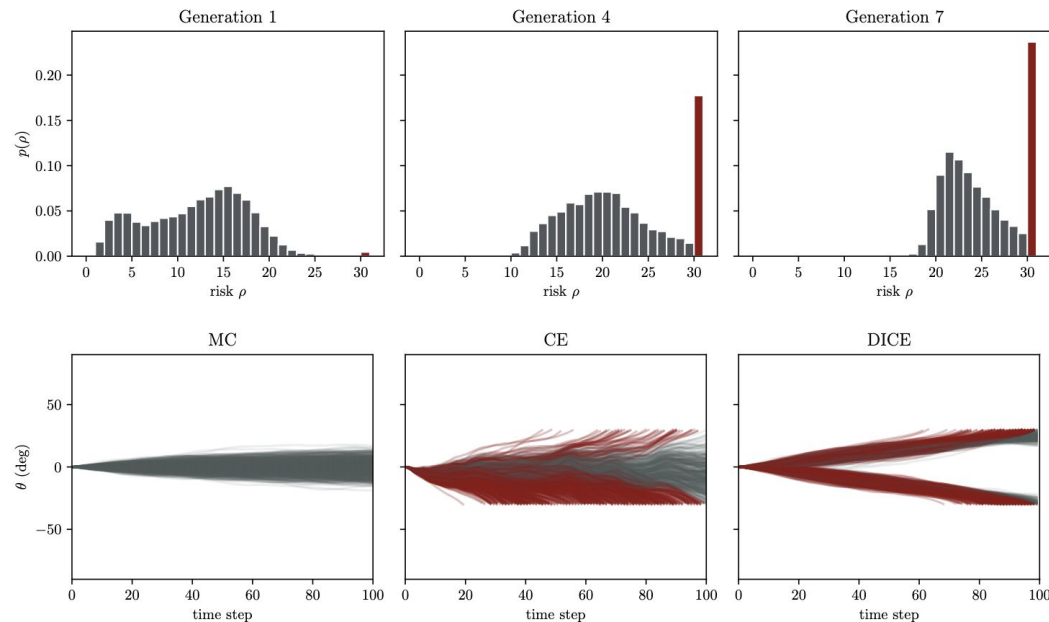 Generation 1 Generation 4 Generation 7
0.20
0.15
0.10
0.05
0.00
p(ρ)
0 5 10 15 20 25 30 0 5 10 15 20 25 30 0 5 10 15 20 25 30
risk ρ risk ρ risk ρ
MC CE DICE
50
0
−50
θ (deg)
0 20 40 60 80 100 0 20 40 60 80 100 0 20 40 60 80 100
time step time step time step